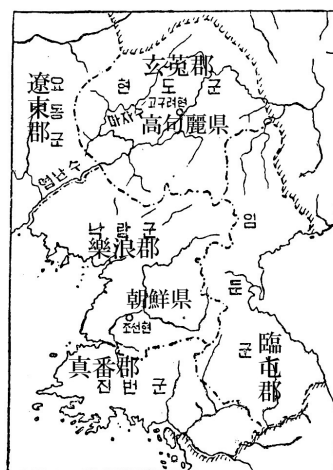 玄菟郡
현도군
遼東郡
요동군
고구려현
마자수
高句麗県
염난수
낙랑군
樂浪郡
임둔군
朝鮮県
조선현
臨屯郡
真番郡
진번군